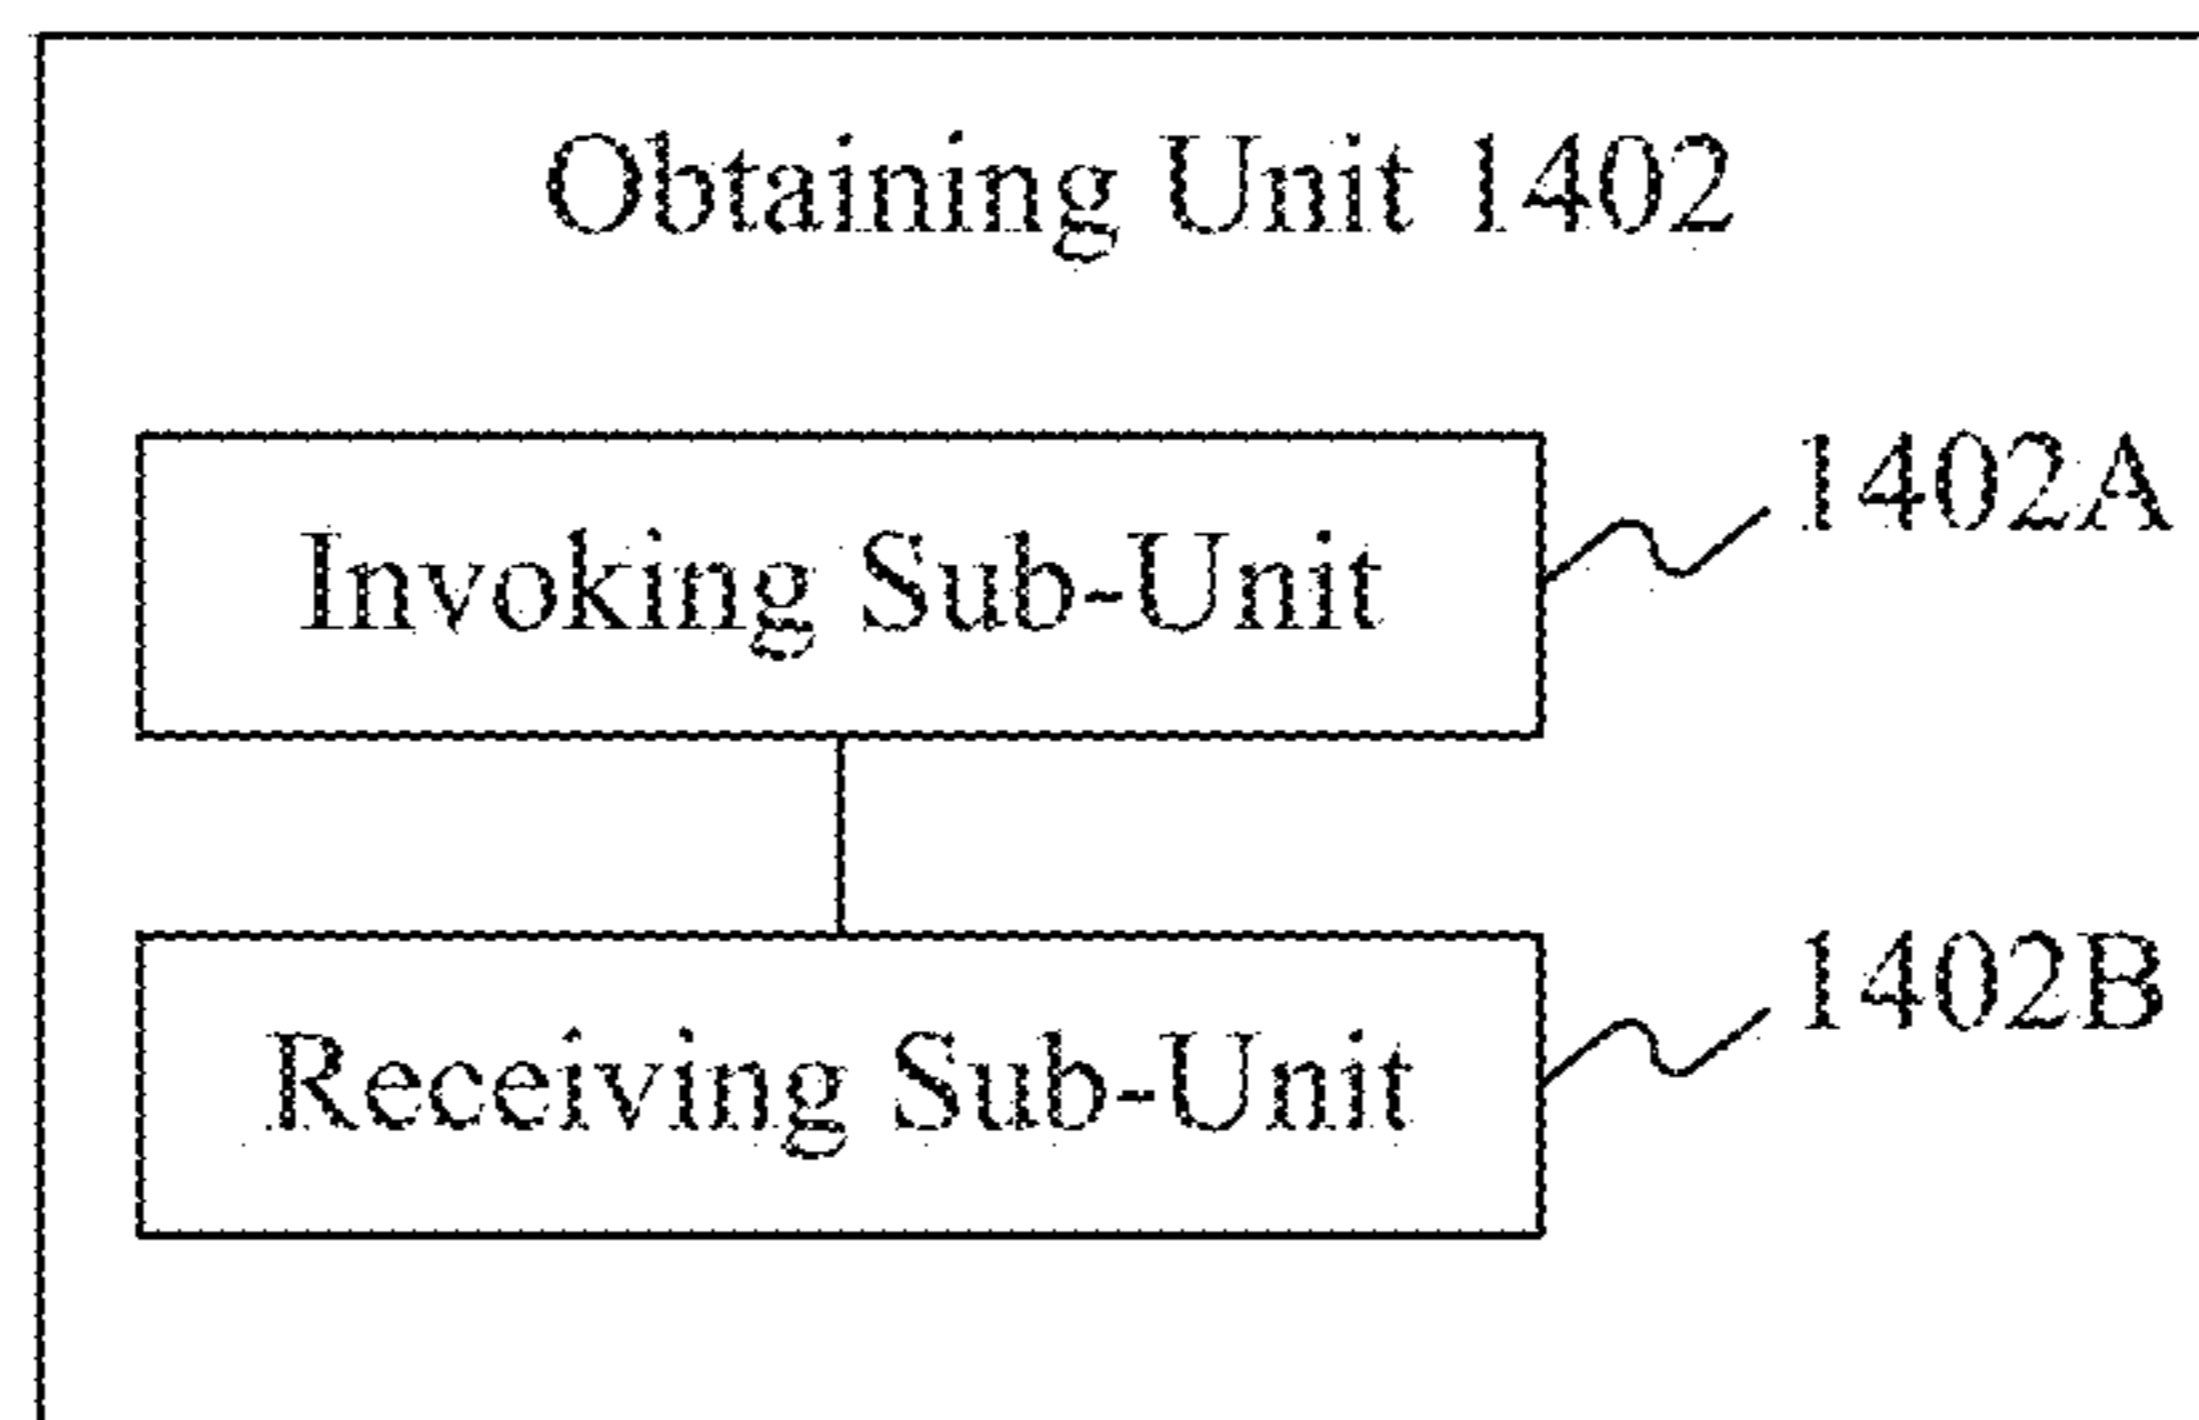 Obtaining Unit 1402
1402A
Invoking Sub-Unit
1402B
Receiving Sub-Unit